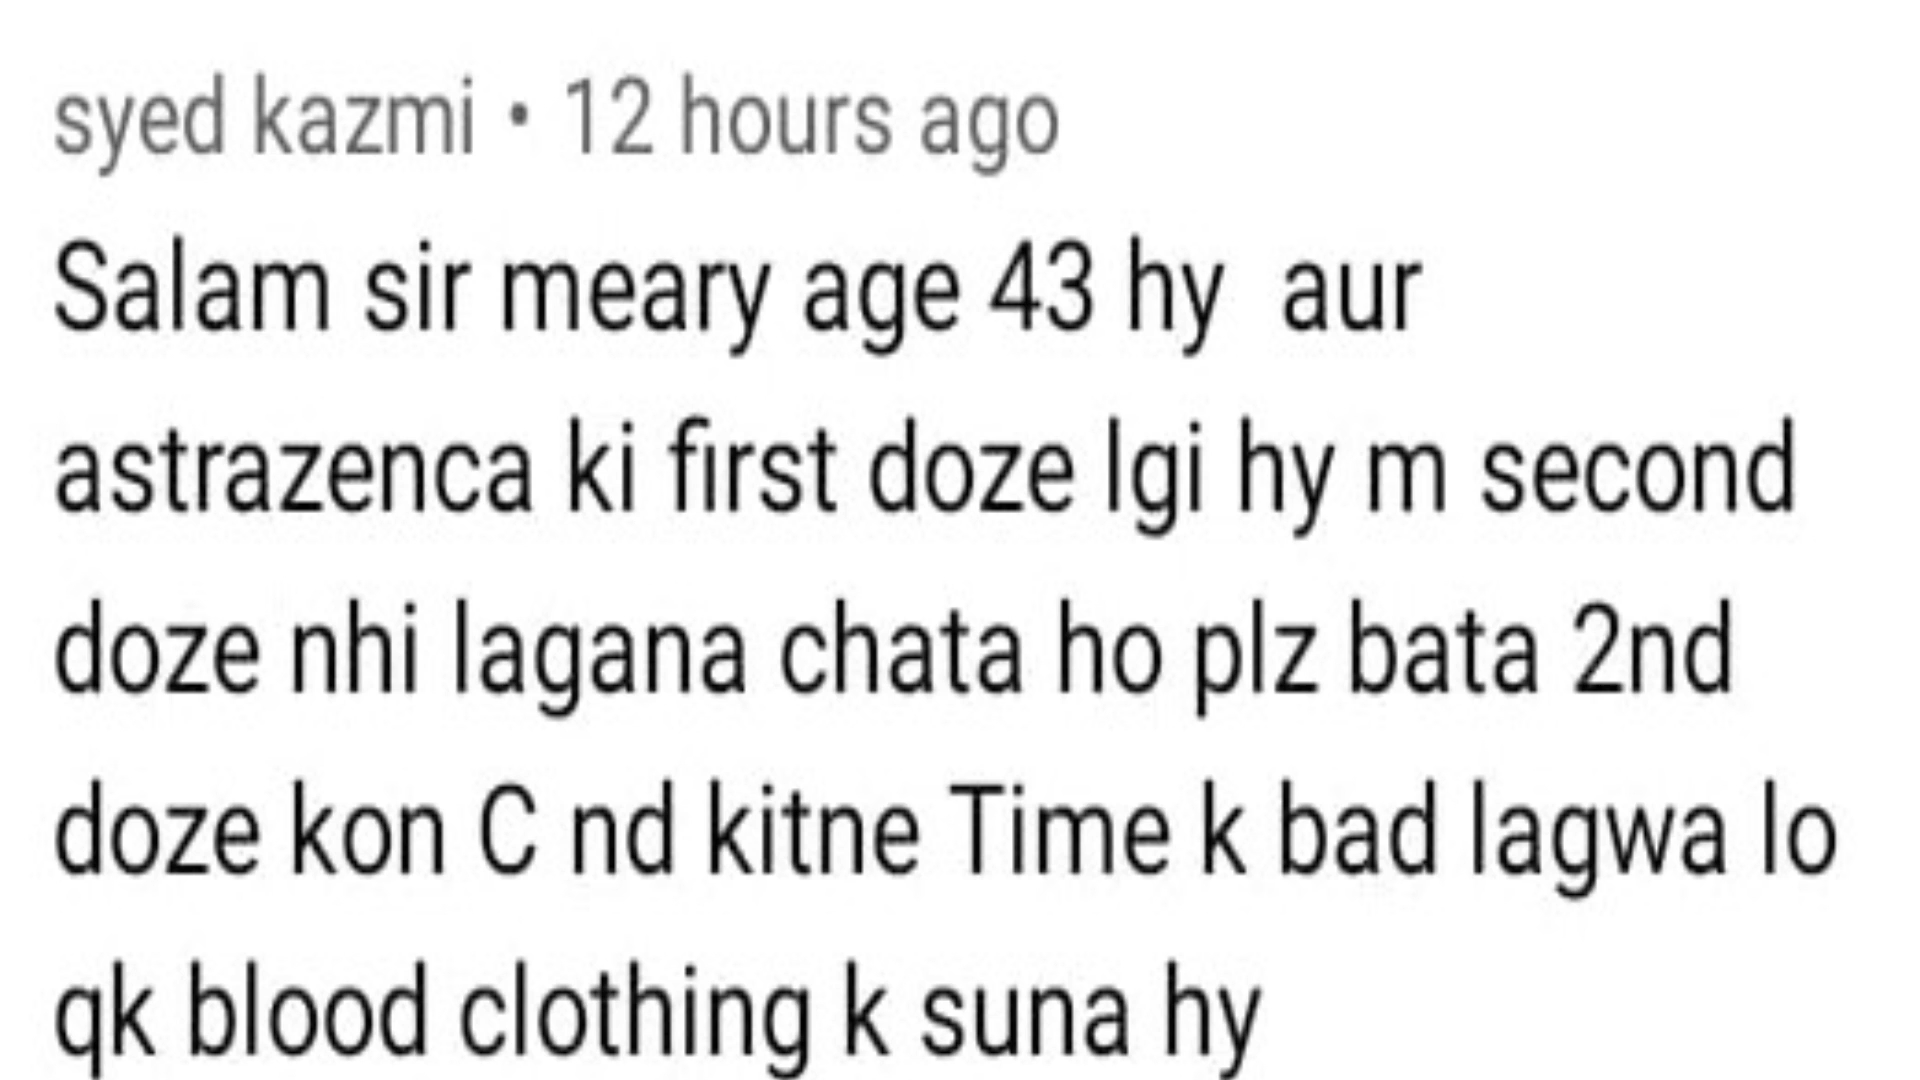 syed kazmi • 12 hours ago
Salam sir meary age 43 hy  aur
astrazenca ki first doze lgi hy m second
doze nhi lagana chata ho plz bata 2nd
doze kon C nd kitne Time k bad lagwa lo
qk blood clothing k suna hy